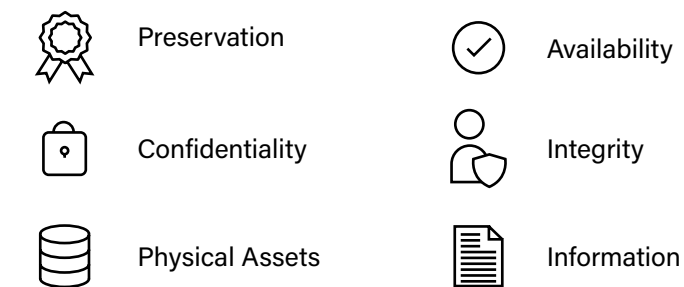 Preservation
Availability
Confidentiality
Integrity
Physical Assets
Information